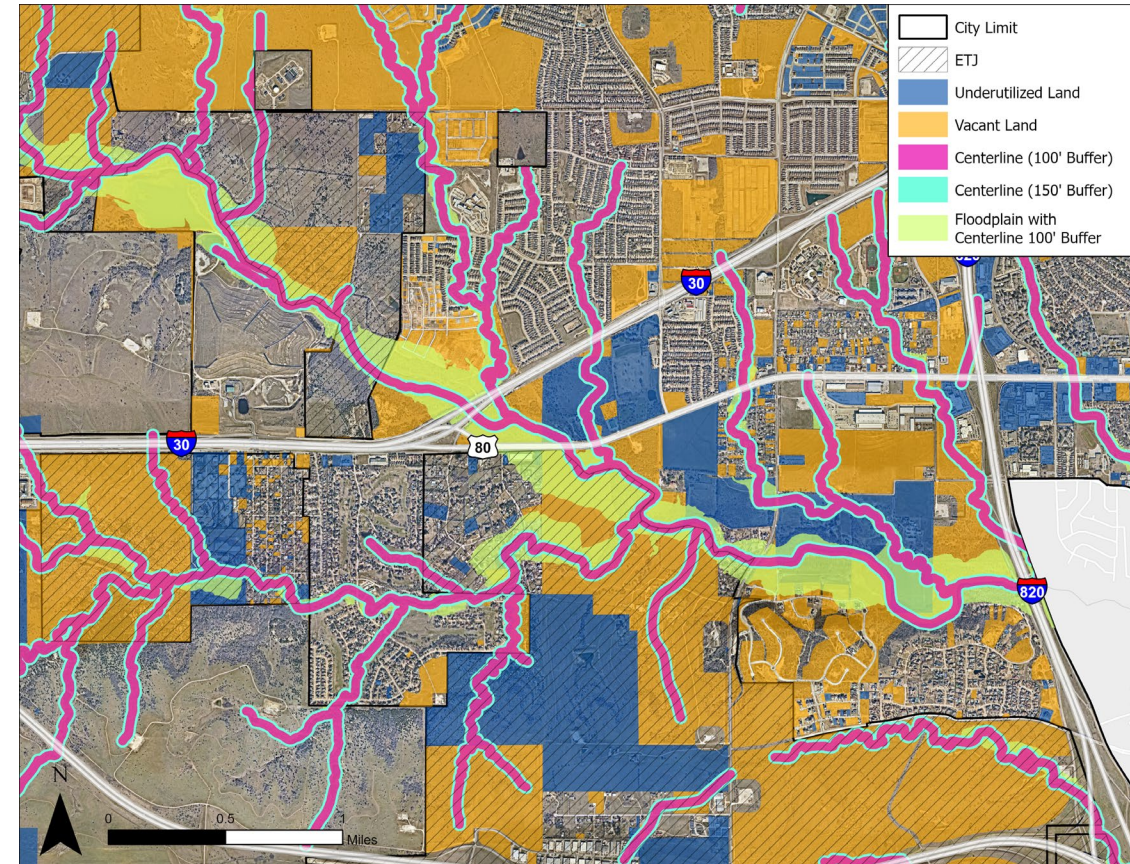 City Limit
ETJ
Underutilized Land
Vacant Land
Centerline (100' Buffer)
Centerline (150' Buffer)
Floodplain with
Centerline 100' Buffer
820
30
30
80
820
N
0
0.5
1
Miles